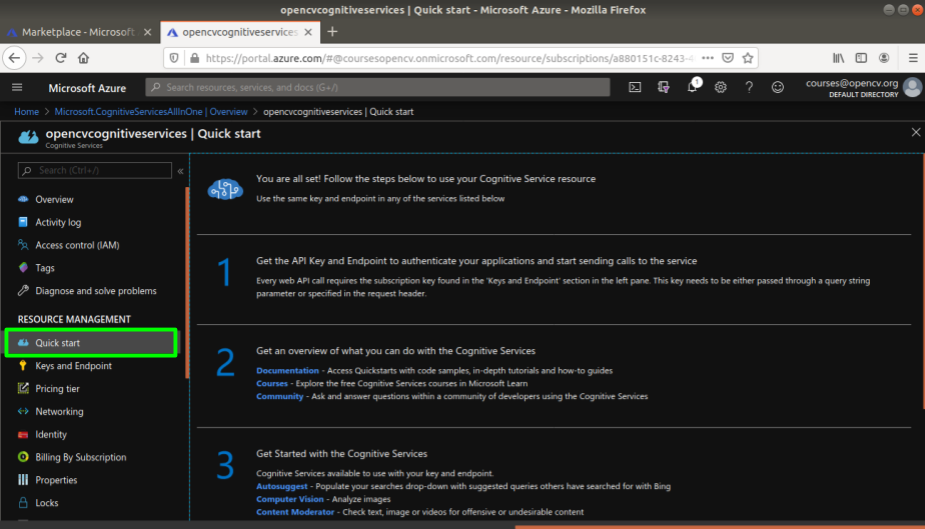 opencvcognitiveservices | Quick start - Microsoft Azure - Mozilla Firefox
Marketplace - Microsoft
opencvcognitiveservices
https://portal.azure.com/#@coursesopencv.onmicrosoft.com/resource/subscriptions/a880151c-8243-4
Microsoft Azure
Search resources, services, and docs (G+/)
1
courses@opencv.org
DEFAULT DIRECTORY
Home > Microsoft.CognitiveServicesAllInOne | Overview > opencvcognitiveservices | Quick start
opencvcognitiveservices | Quick start
Cognitive Services
Search (Ctrl+/)
Overview
Activity log
Access control (IAM)
Tags
Diagnose and solve problems
RESOURCE MANAGEMENT
Quick start
Keys and Endpoint
Pricing tier
Networking
Identity
Billing By Subscription
Properties
Locks
You are all set! Follow the steps below to use your Cognitive Service resource
Use the same key and endpoint in any of the services listed below
1
Get the API Key and Endpoint to authenticate your applications and start sending calls to the service
Every web API call requires the subscription key found in the 'Keys and Endpoint' section in the left pane. This key needs to be either passed through a query string
parameter or specified in the request header.
2
Get an overview of what you can do with the Cognitive Services
Documentation - Access Quickstarts with code samples, in-depth tutorials and how-to guides
Courses - Explore the free Cognitive Services courses in Microsoft Learn
Community - Ask and answer questions within a community of developers using the Cognitive Services
3
Get Started with the Cognitive Services
Cognitive Services available to use with your key and endpoint.
Autosuggest - Populate your searches drop-down with suggested queries others have searched for with Bing
Computer Vision - Analyze images
Content Moderator - Check text, image or videos for offensive or undesirable content